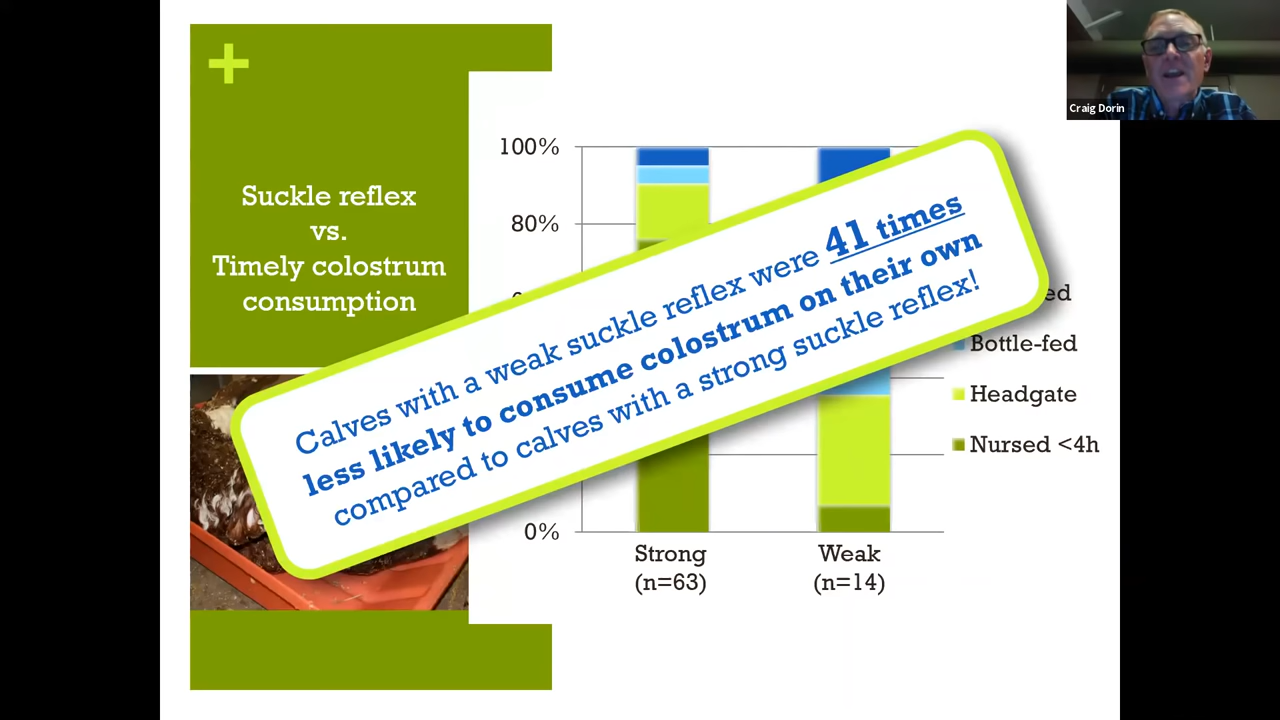 Craig Dorin
+
Suckle reflex
vs.
Timely colostrum
consumption
100%
80%
0%
Calves with a weak suckle reflex were 41 times
less likely to consume colostrum on their own
compared to calves with a strong suckle reflex!
Bottle-fed
Headgate
Nursed <4h
Strong
(n=63)
Weak
(n=14)